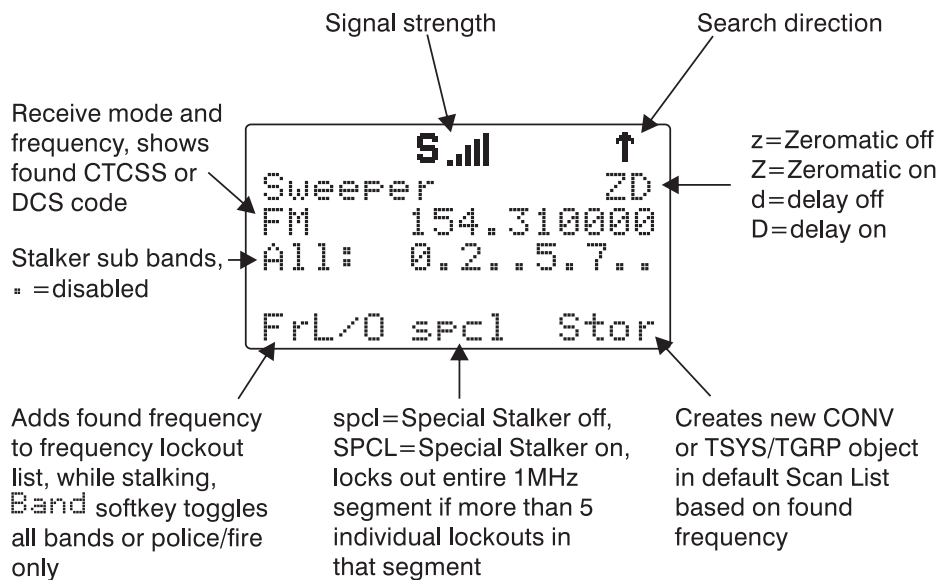 Signal strength
Search direction
Receive mode and
frequency, shows
found CTCSS or
DCS code
Stalker sub bands,
▪ =disabled
S
↑
Sweeper ZD
FM 154.310000
All: 0.2..5.7..
FrL/O spcl Stor
z=Zeromatic off
Z=Zeromatic on
d=delay off
D=delay on
Adds found frequency
to frequency lockout
list, while stalking,
Band softkey toggles
all bands or police/fire
only
spcl=Special Stalker off,
SPCL=Special Stalker on,
locks out entire 1MHz
segment if more than 5
individual lockouts in
that segment
Creates new CONV
or TSYS/TGRP object
in default Scan List
based on found
frequency